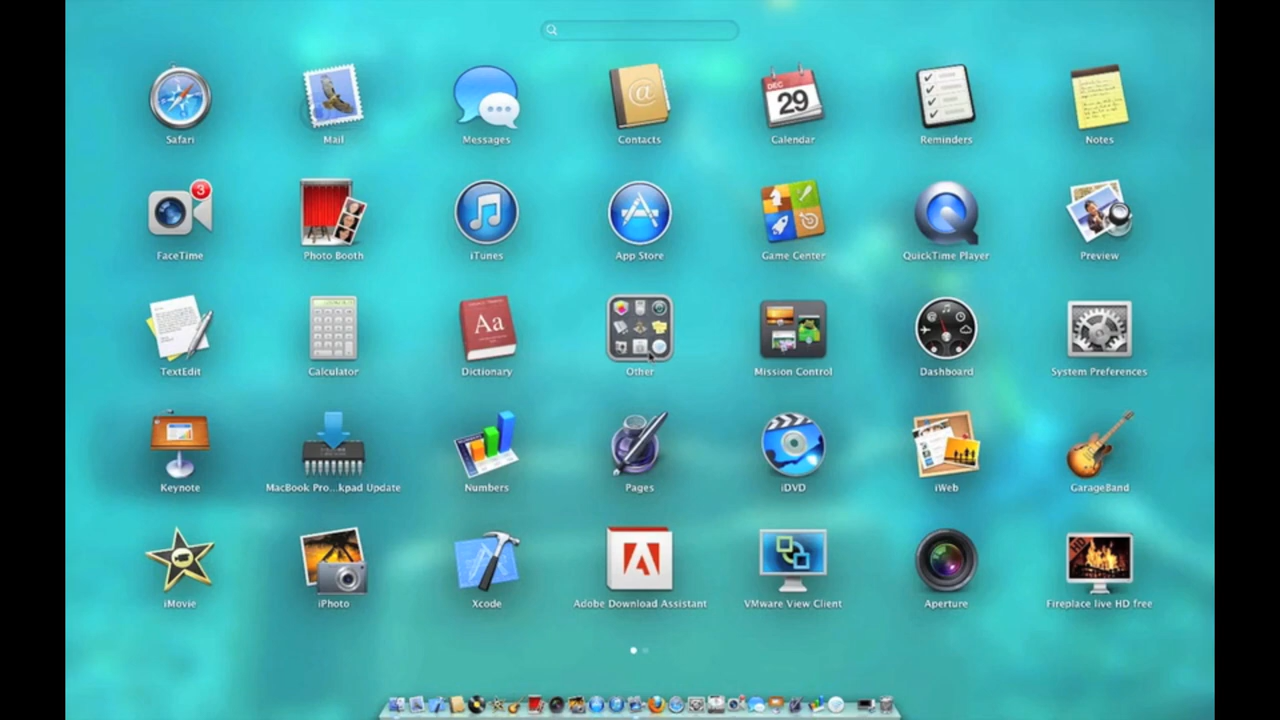 Safari Mail Messages Contacts Calendar Reminders Notes
DEC
29
@
3
FaceTime Photo Booth iTunes App Store Game Center QuickTime Player Preview
Aa
TextEdit Calculator Dictionary Other Mission Control Dashboard System Preferences
Keynote MacBook Pro...kpad Update Numbers Pages iDVD iWeb GarageBand
HD
iMovie iPhoto Xcode Adobe Download Assistant VMware View Client Aperture Fireplace live HD free